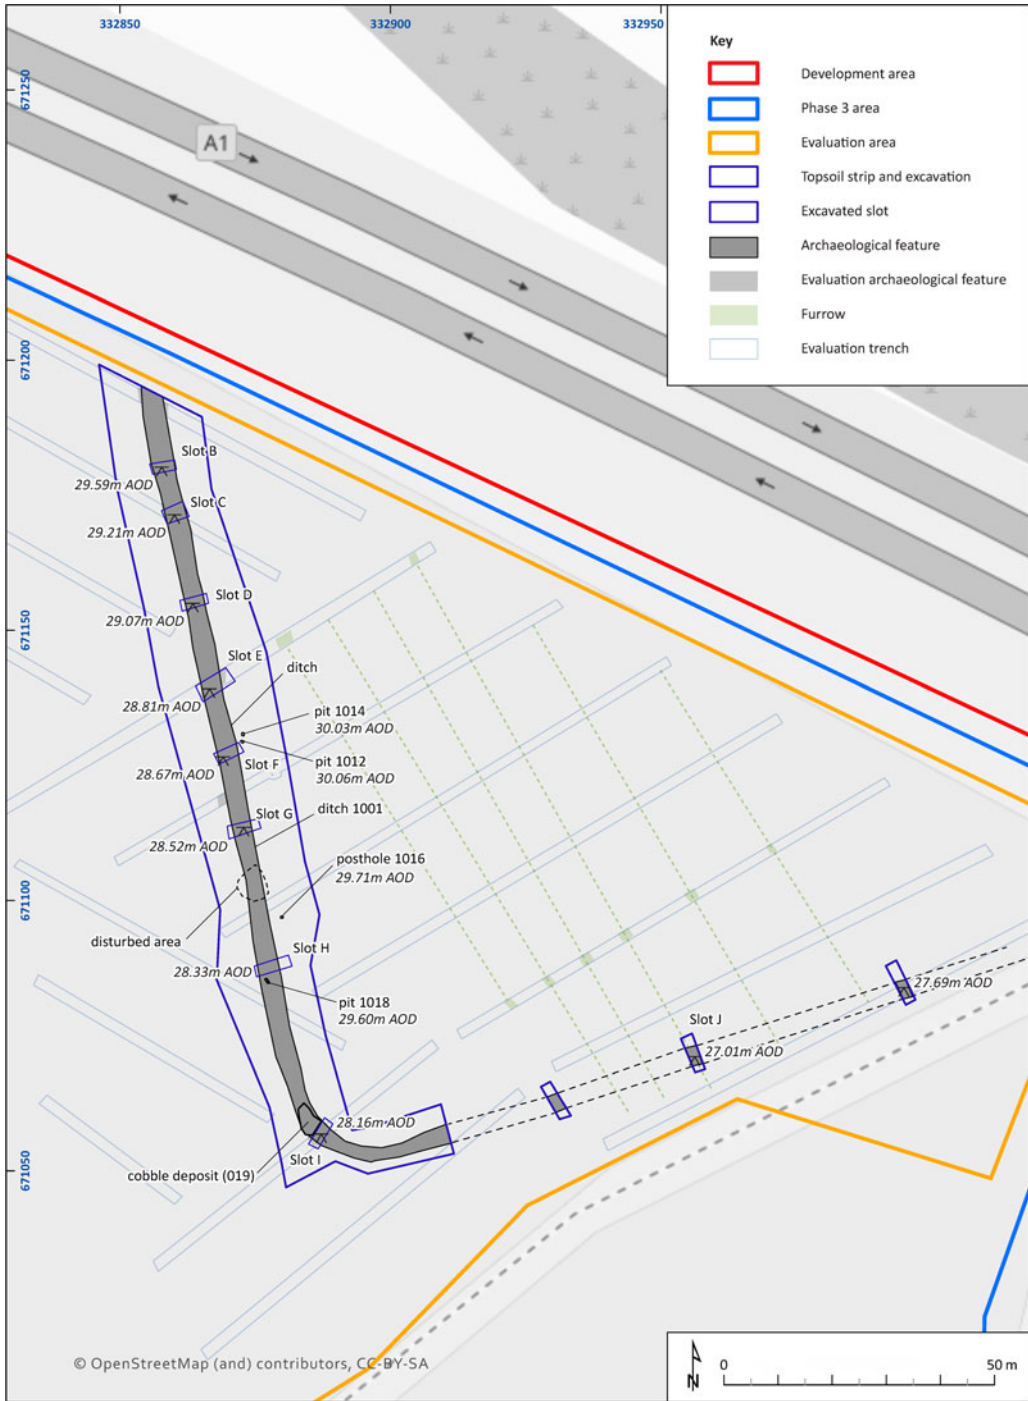 332850
332900
332950
671250
671200
671150
671100
671050
A1
Key
Development area
Phase 3 area
Evaluation area
Topsoil strip and excavation
Excavated slot
Archaeological feature
Evaluation archaeological feature
Furrow
Evaluation trench
Slot B
29.59m AOD
Slot C
29.21m AOD
Slot D
29.07m AOD
Slot E
28.81m AOD
ditch
pit 1014
30.03m AOD
pit 1012
30.06m AOD
Slot F
28.67m AOD
Slot G
ditch 1001
28.52m AOD
posthole 1016
29.71m AOD
disturbed area
Slot H
28.33m AOD
pit 1018
29.60m AOD
27.69m AOD
Slot J
27.01m AOD
28.16m AOD
Slot I
cobble deposit (019)
© OpenStreetMap (and) contributors, CC-BY-SA
N
0
50 m